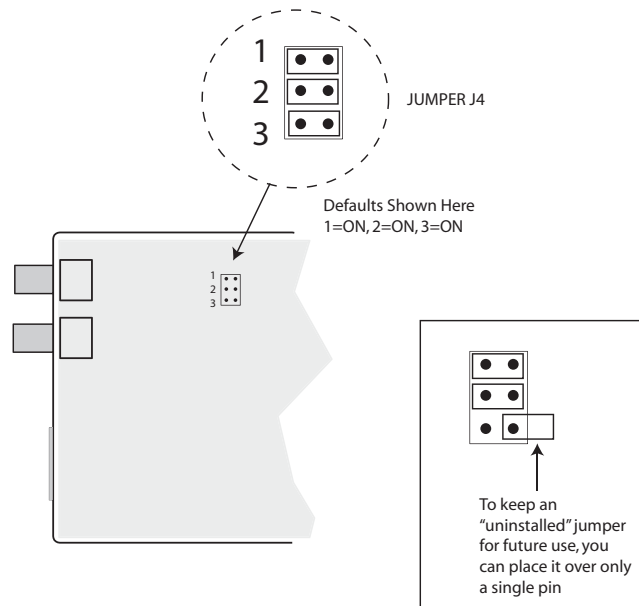 1
2
3
JUMPER J4
Defaults Shown Here
1=ON, 2=ON, 3=ON
1
2
3
To keep an
“uninstalled” jumper
for future use, you
can place it over only
a single pin